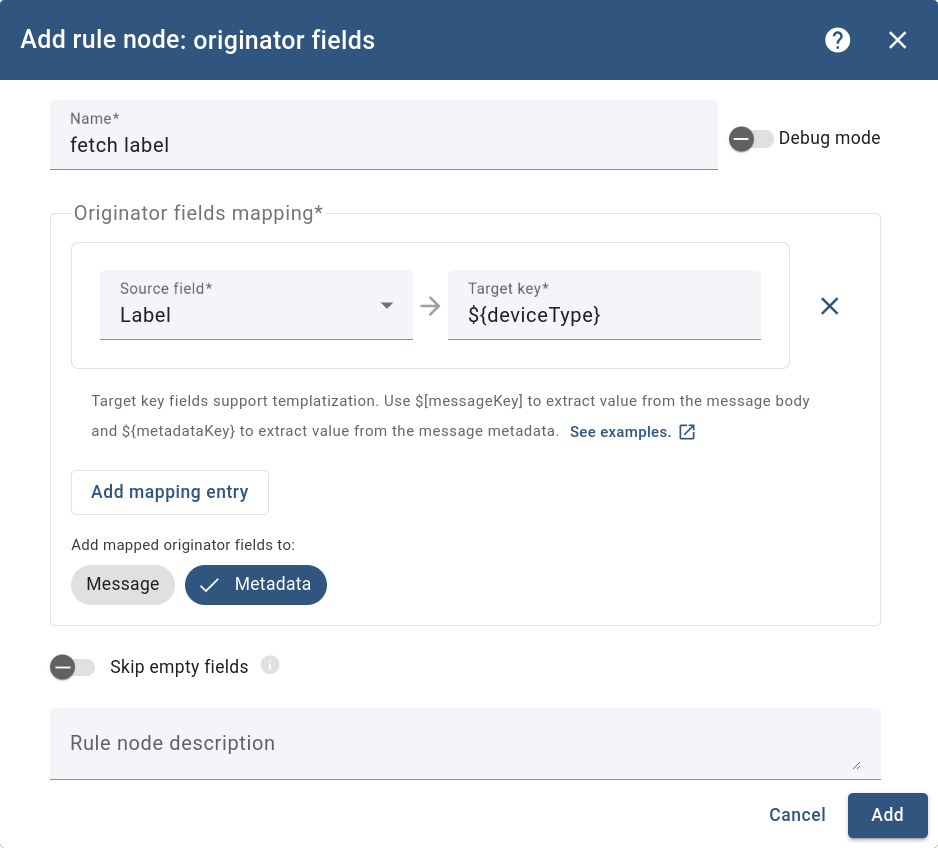 Add rule node: originator fields
Name*
fetch label
Debug mode
Originator fields mapping*
Source field*
Label
Target key*
${deviceType}
Target key fields support templatization. Use $[messageKey] to extract value from the message body
and ${metadataKey} to extract value from the message metadata. See examples.
Add mapping entry
Add mapped originator fields to:
Message
Metadata
Skip empty fields
Rule node description
Cancel
Add